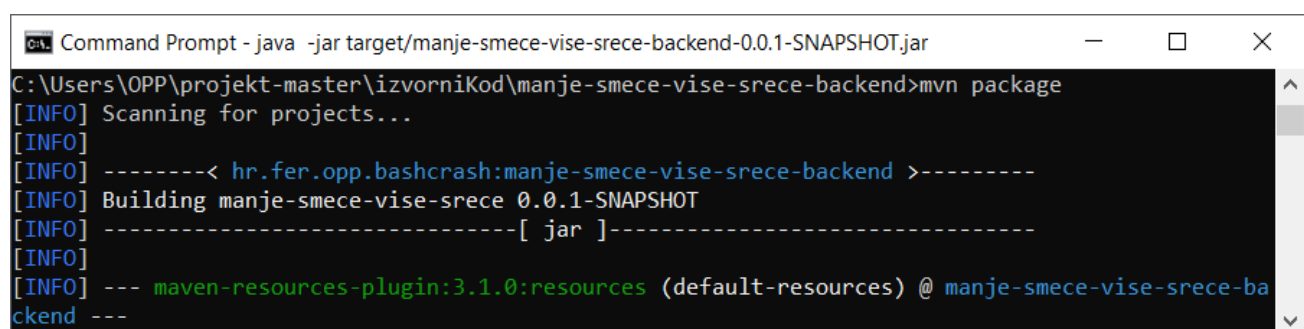 Command Prompt - java  -jar target/manje-smece-vise-srece-backend-0.0.1-SNAPSHOT.jar
C:\Users\OPP\projekt-master\izvorniKod\manje-smece-vise-srece-backend>mvn package
[INFO] Scanning for projects...
[INFO]
[INFO] --------< hr.fer.opp.bashcrash:manje-smece-vise-srece-backend >---------
[INFO] Building manje-smece-vise-srece 0.0.1-SNAPSHOT
[INFO] --------------------------------[ jar ]---------------------------------
[INFO]
[INFO] --- maven-resources-plugin:3.1.0:resources (default-resources) @ manje-smece-vise-srece-ba
ckend ---